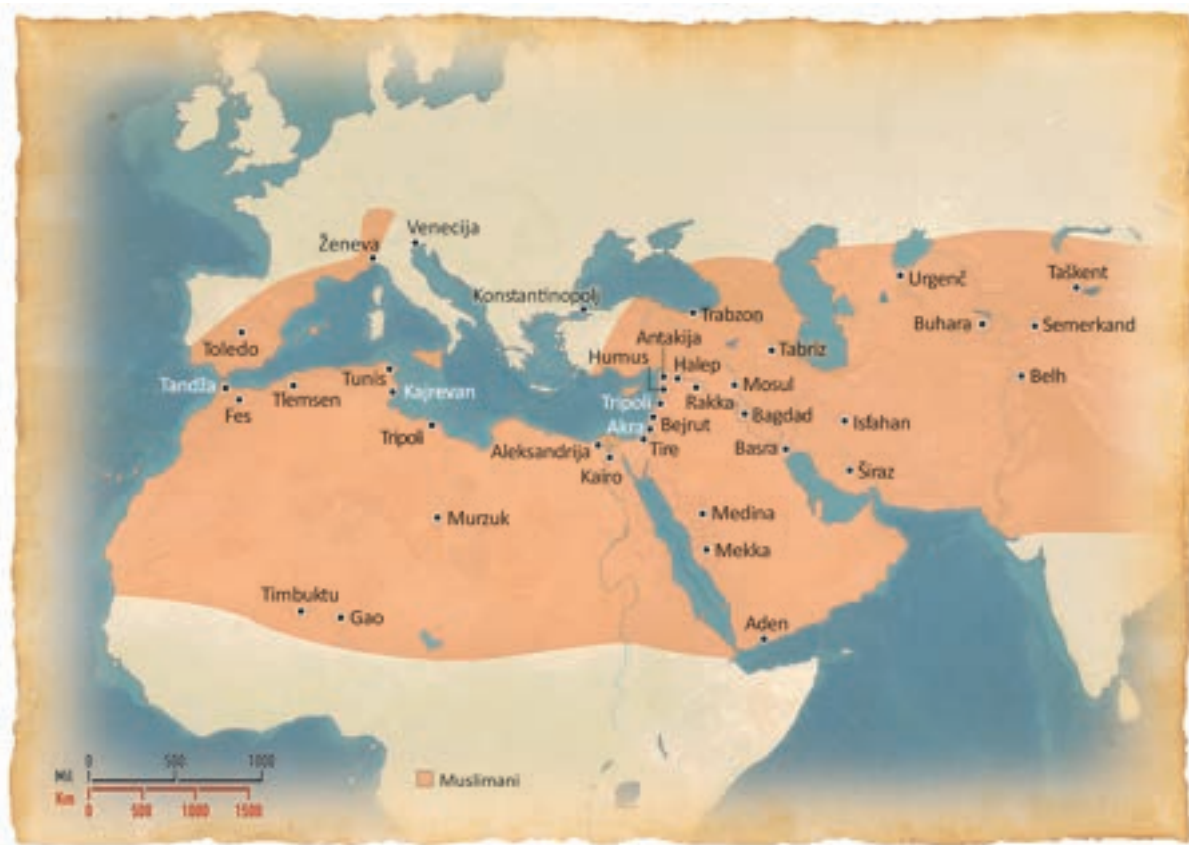 Venecija
Ženeva
Konstantinopolj
Urgenč
Taškent
Trabzon
Buhara
Semerkand
Antakija
Toledo
Tabriz
Humus
Halep
Tunis
Mosul
Belh
Tandža
Kajrevan
Tlemsen
Rakka
Fes
Tripoli
Bagdad
Isfahan
Tripoli
Akra
Bejrut
Aleksandrija
Tire
Basra
Kairo
Širaz
Murzuk
Medina
Mekka
Timbuktu
Gao
Aden
0 500 1000
Mil
Km
0 500 1000 1500
Muslimani